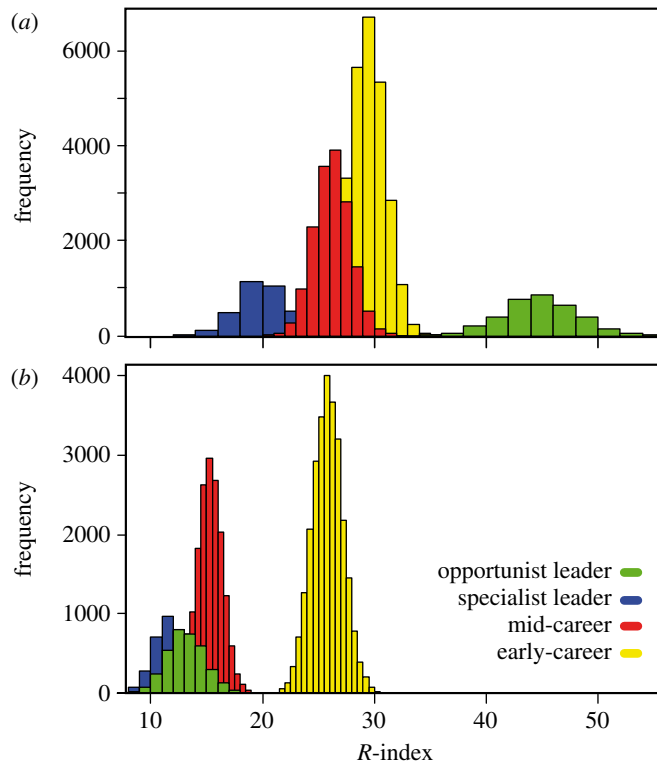 (a)
6000
4000
2000
0
frequency
(b)
4000
3000
2000
1000
0
frequency
opportunist leader
specialist leader
mid-career
early-career
10 20 30 40 50
R-index